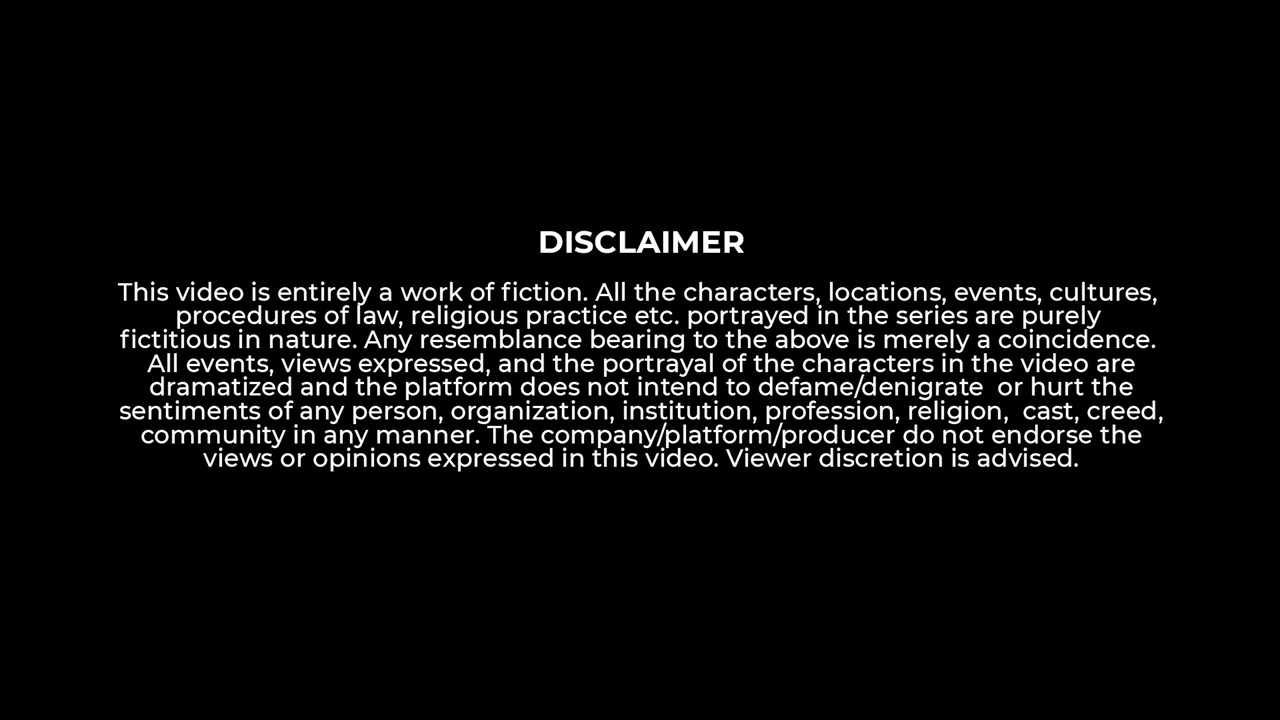 DISCLAIMER
This video is entirely a work of fiction. All the characters, locations, events, cultures,
procedures of law, religious practice etc. portrayed in the series are purely
fictitious in nature. Any resemblance bearing to the above is merely a coincidence.
All events, views expressed, and the portrayal of the characters in the video are
dramatized and the platform does not intend to defame/denigrate  or hurt the
sentiments of any person, organization, institution, profession, religion,  cast, creed,
community in any manner. The company/platform/producer do not endorse the
views or opinions expressed in this video. Viewer discretion is advised.